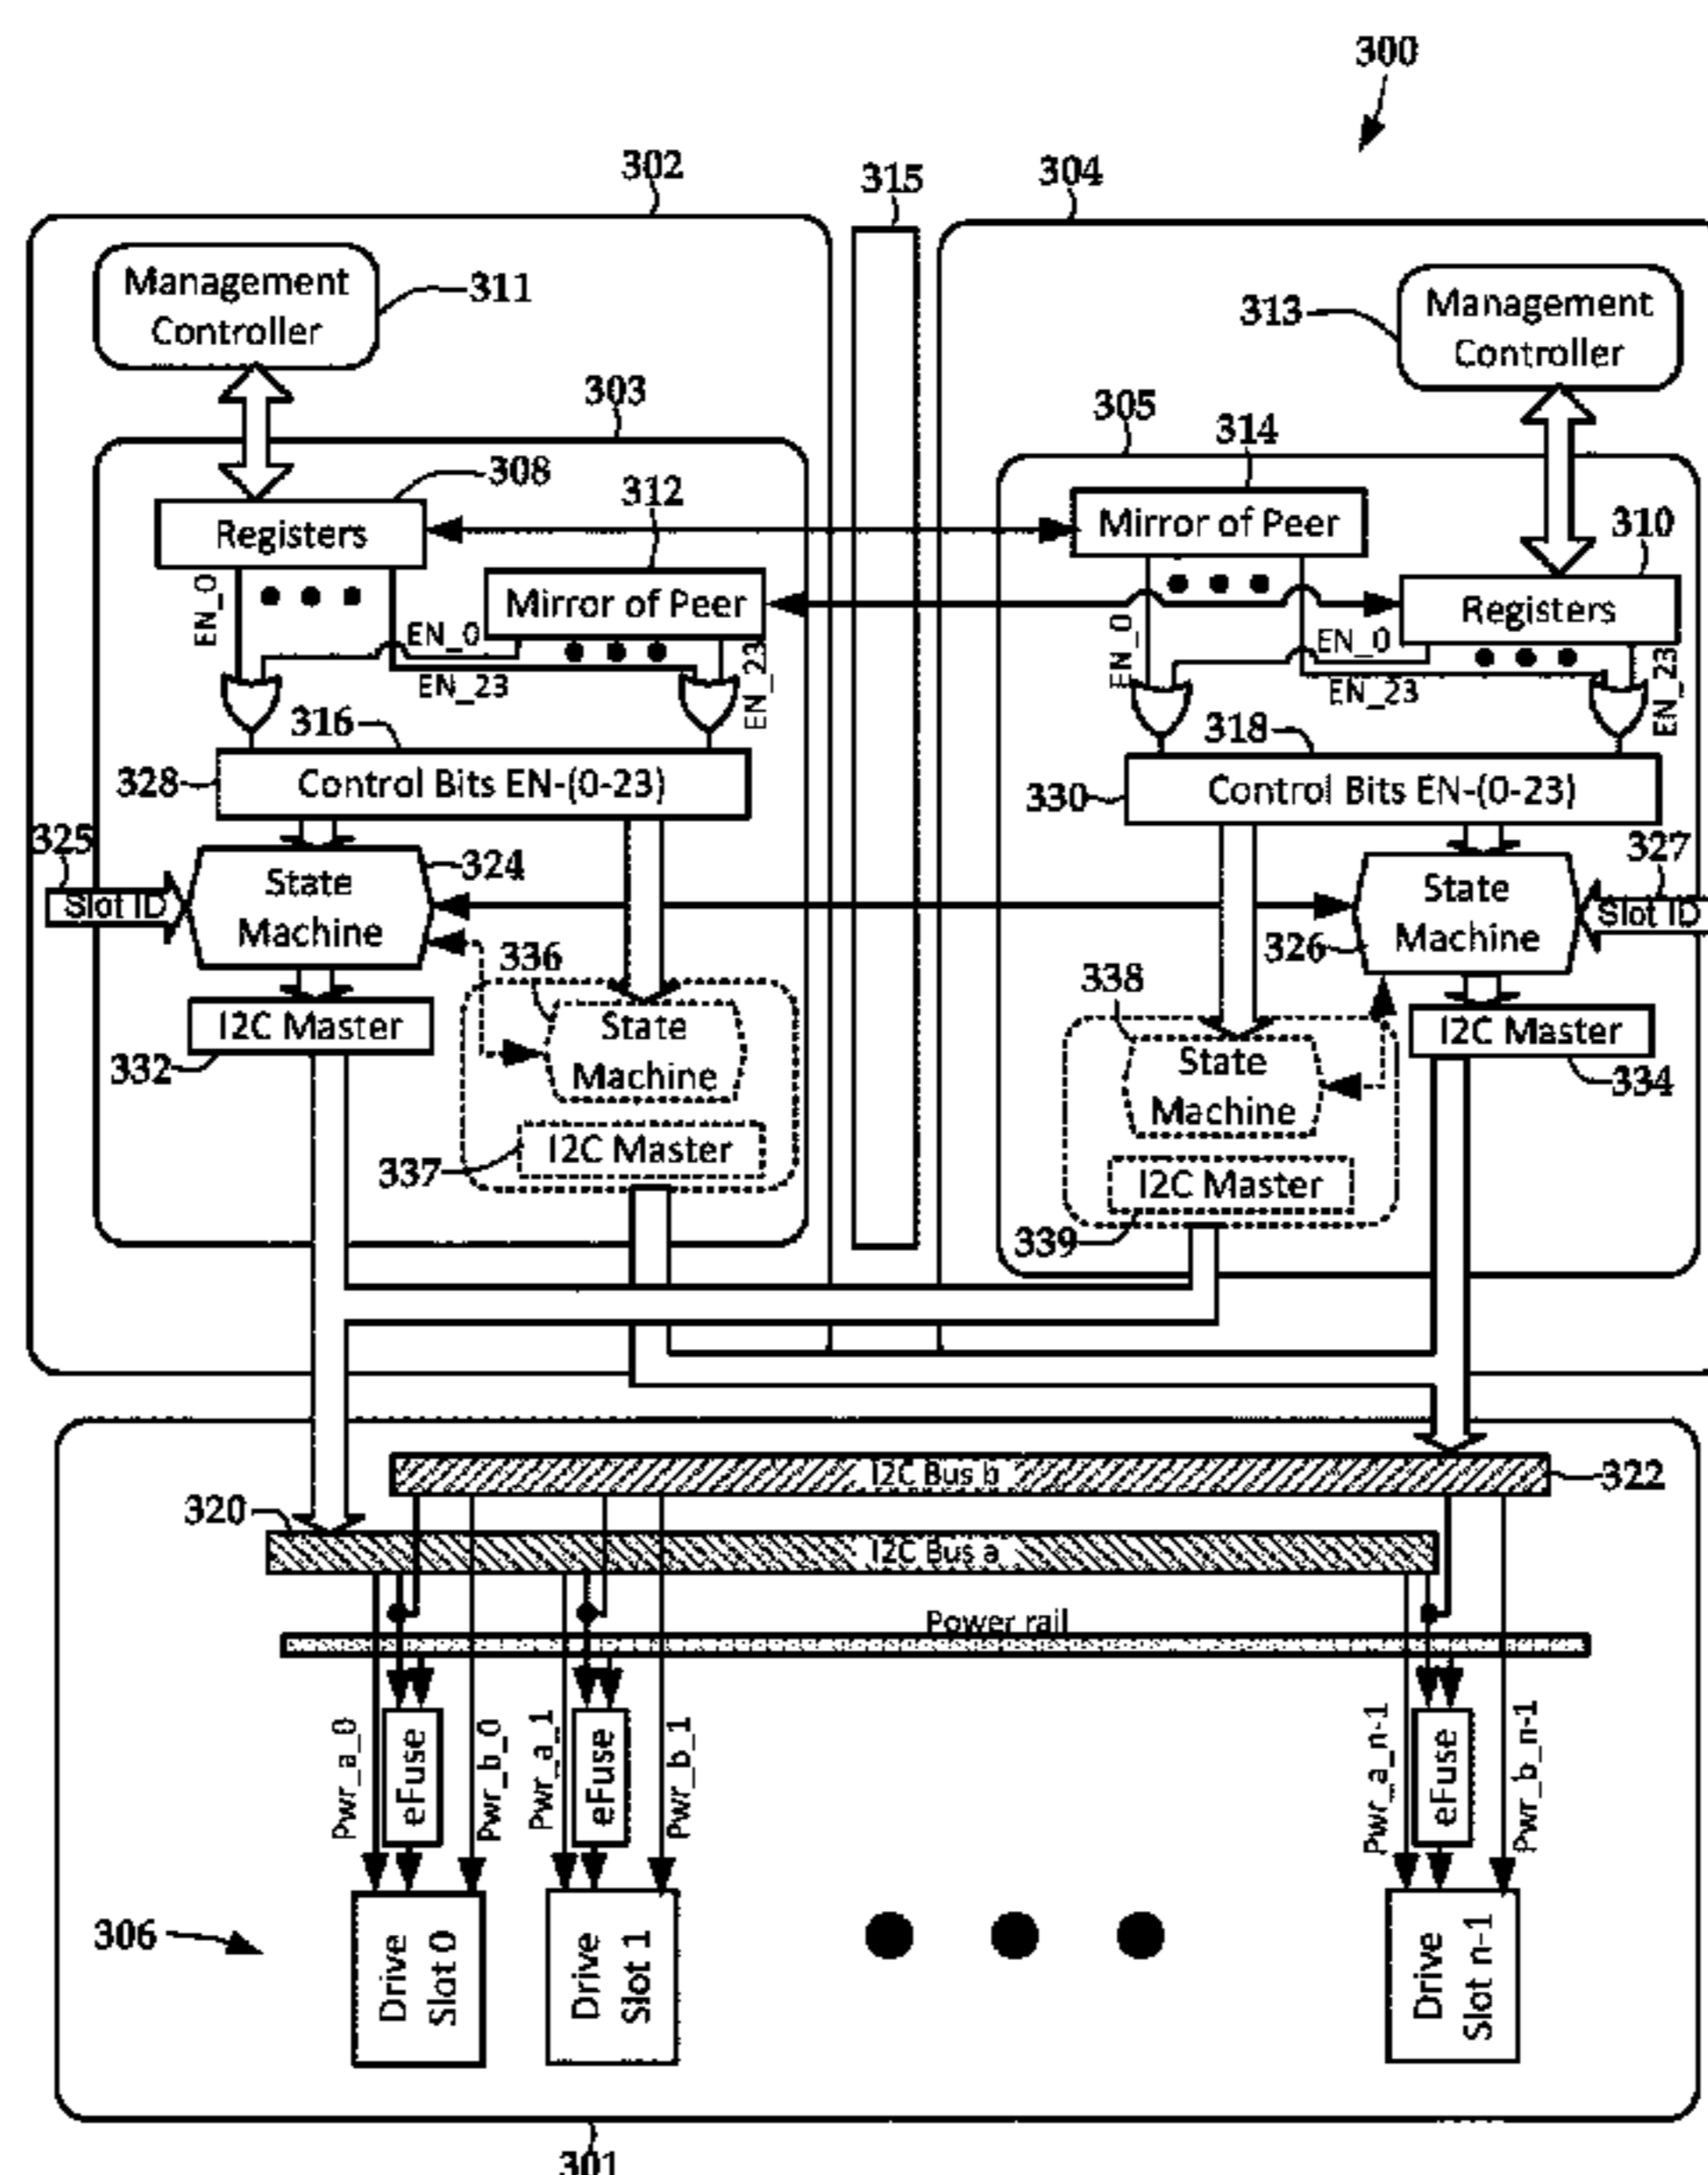 300
302
315
304
Management
Controller
311
313
Management
Controller
303
305
308
312
314
310
Registers
Mirror of Peer
Mirror of Peer
Registers
EN_0
EN_0
EN_23
EN_23
EN_0
EN_0
EN_23
EN_23
316
318
328
Control Bits EN-(0-23)
330
Control Bits EN-(0-23)
325
Slot ID
State
Machine
324
State
Machine
326
327
Slot ID
336
State
Machine
338
State
Machine
I2C Master
332
I2C Master
334
337
I2C Master
I2C Master
339
I2C Bus b
322
320
I2C Bus a
Power rail
Pwr_a_0
eFuse
Pwr_b_0
Pwr_a_1
eFuse
Pwr_b_1
Pwr_a_n-1
eFuse
Pwr_b_n-1
306
Drive
Slot 0
Drive
Slot 1
Drive
Slot n-1
301